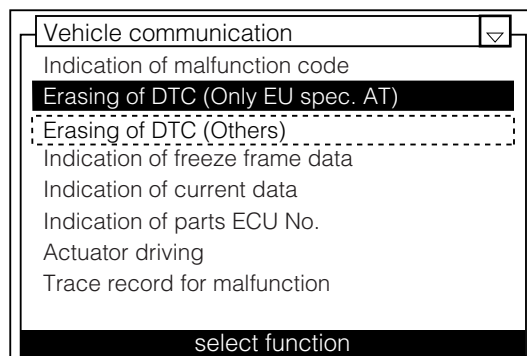 Vehicle communication
Indication of malfunction code
Erasing of DTC (Only EU spec. AT)
Erasing of DTC (Others)
Indication of freeze frame data
Indication of current data
Indication of parts ECU No.
Actuator driving
Trace record for malfunction
select function